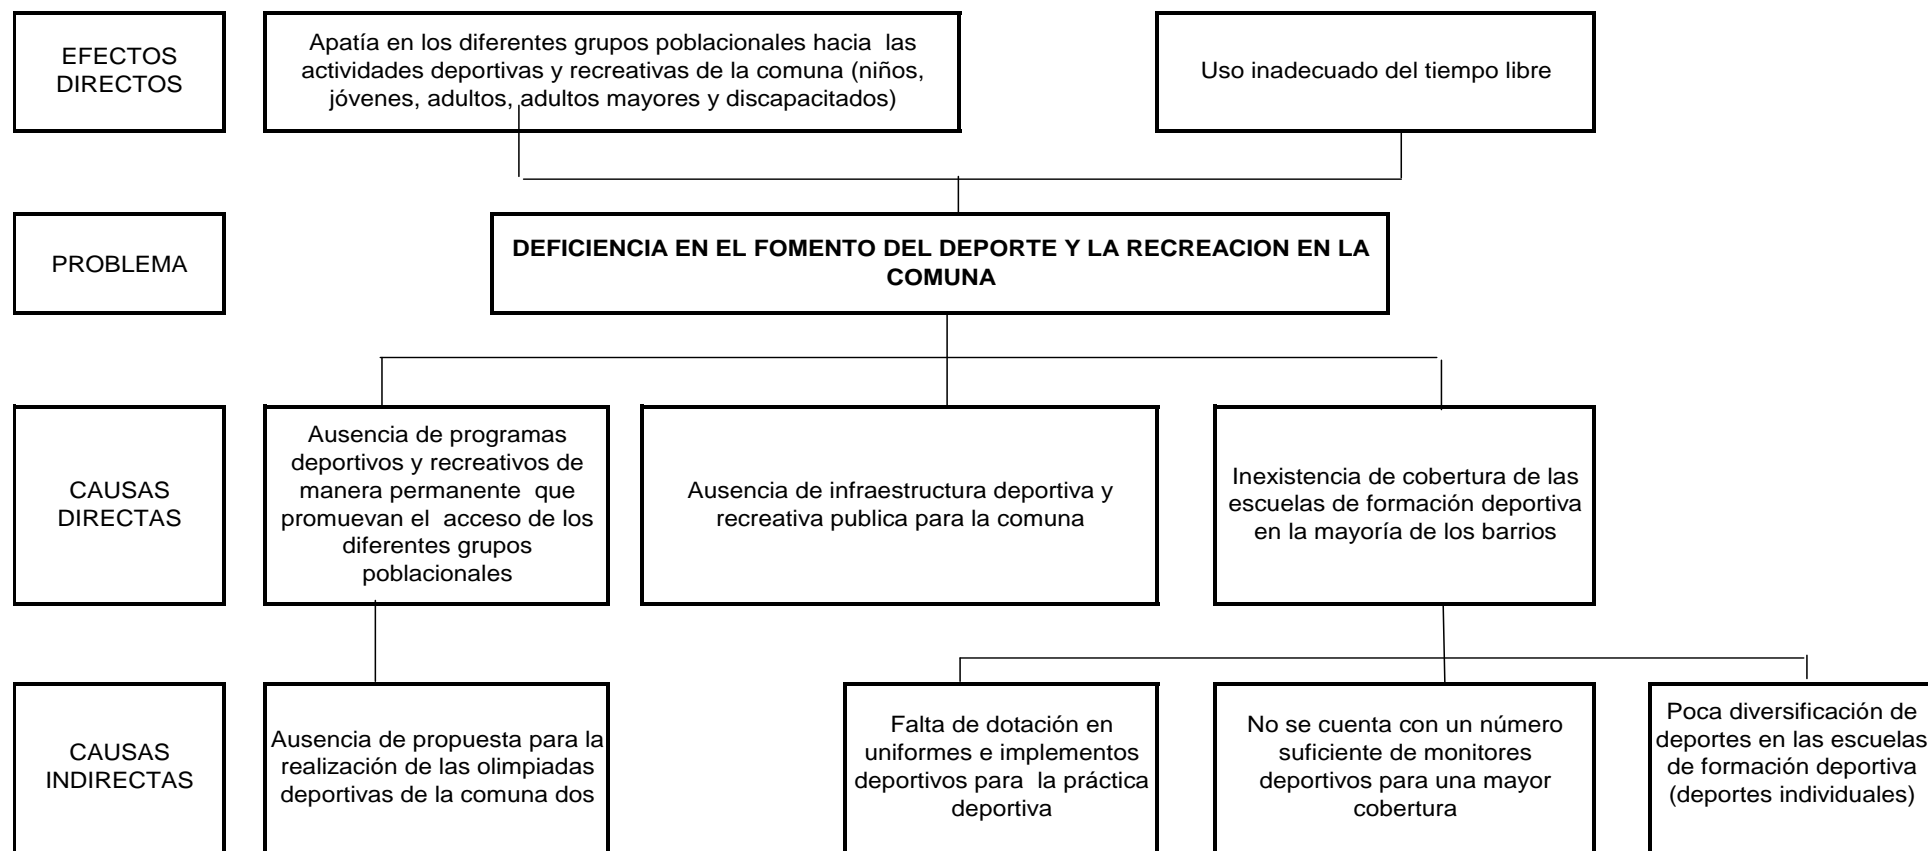 EFECTOS
DIRECTOS
Apatía en los diferentes grupos poblacionales hacia las
actividades deportivas y recreativas de la comuna (niños,
jóvenes, adultos, adultos mayores y discapacitados)
Uso inadecuado del tiempo libre
PROBLEMA
DEFICIENCIA EN EL FOMENTO DEL DEPORTE Y LA RECREACION EN LA
COMUNA
CAUSAS
DIRECTAS
Ausencia de programas
deportivos y recreativos de
manera permanente que
promuevan el acceso de los
diferentes grupos
poblacionales
Ausencia de infraestructura deportiva y
recreativa publica para la comuna
Inexistencia de cobertura de las
escuelas de formación deportiva
en la mayoría de los barrios
CAUSAS
INDIRECTAS
Ausencia de propuesta para la
realización de las olimpiadas
deportivas de la comuna dos
Falta de dotación en
uniformes e implementos
deportivos para la práctica
deportiva
No se cuenta con un número
suficiente de monitores
deportivos para una mayor
cobertura
Poca diversificación de
deportes en las escuelas
de formación deportiva
(deportes individuales)